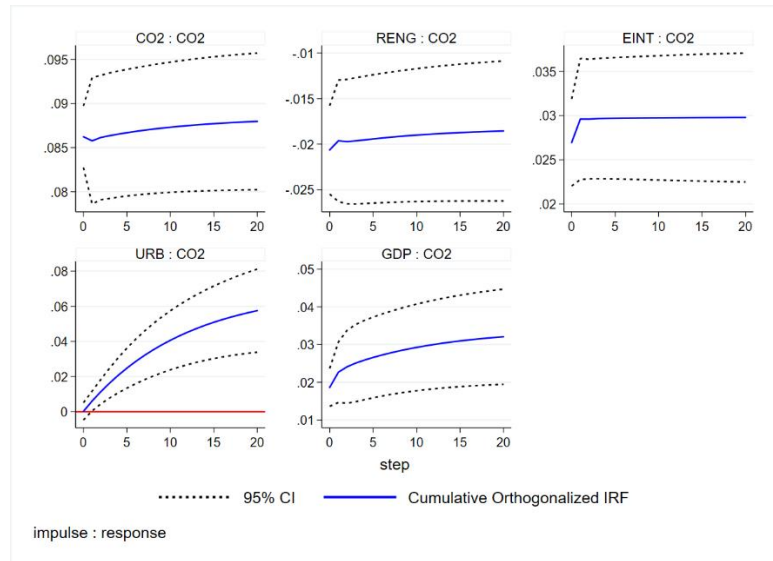 CO2 : CO2
.095
.09
.085
.08
0 5 10 15 20
RENG : CO2
-.01
-.015
-.02
-.025
0 5 10 15 20
EINT : CO2
.035
.03
.025
.02
0 5 10 15 20
URB : CO2
.08
.06
.04
.02
0
0 5 10 15 20
GDP : CO2
.05
.04
.03
.02
.01
0 5 10 15 20
step
95% CI Cumulative Orthogonalized IRF
impulse : response